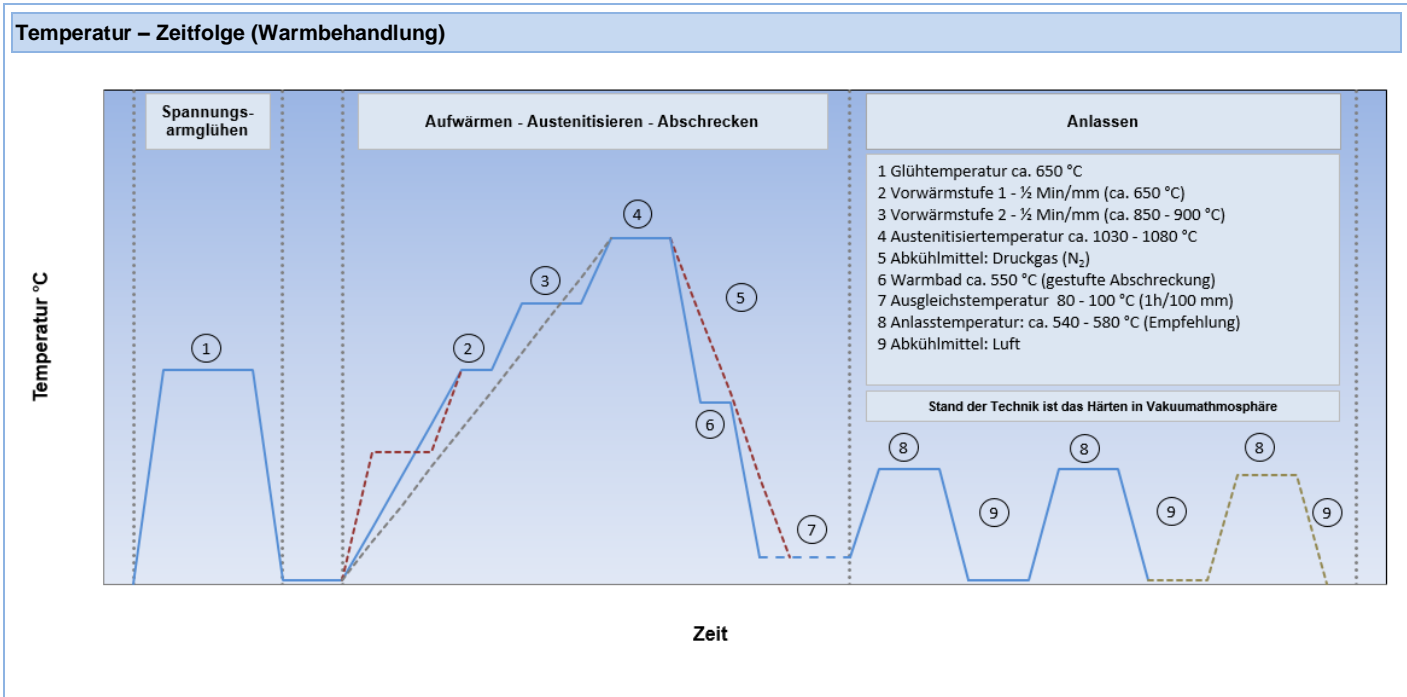 Temperatur – Zeitfolge (Warmbehandlung)
Spannungs-
armglühen
Aufwärmen - Austenitisieren - Abschrecken
Anlassen
1 Glühtemperatur ca. 650 °C
2 Vorwärmstufe 1 - ½ Min/mm (ca. 650 °C)
3 Vorwärmstufe 2 - ½ Min/mm (ca. 850 - 900 °C)
4 Austenitisiertemperatur ca. 1030 - 1080 °C
5 Abkühlmittel: Druckgas (N₂)
6 Warmbad ca. 550 °C (gestufte Abschreckung)
7 Ausgleichstemperatur  80 - 100 °C (1h/100 mm)
8 Anlasstemperatur: ca. 540 - 580 °C (Empfehlung)
9 Abkühlmittel: Luft
Stand der Technik ist das Härten in Vakuumathmosphäre
1
2
3
4
5
6
7
8
9
8
9
8
9
Temperatur °C
Zeit